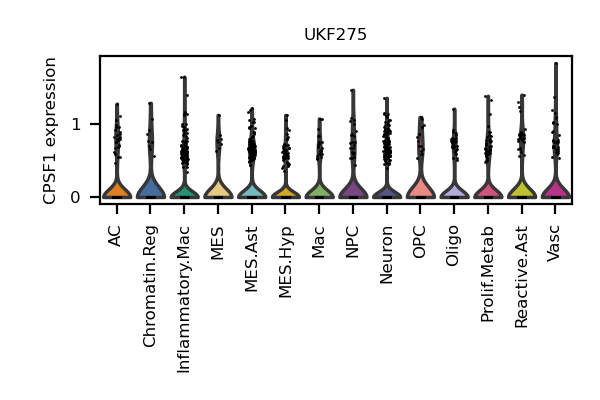 UKF275
CPSF1 expression
1
0
AC
Chromatin.Reg
Inflammatory.Mac
MES
MES.Ast
MES.Hyp
Mac
NPC
Neuron
OPC
Oligo
Prolif.Metab
Reactive.Ast
Vasc